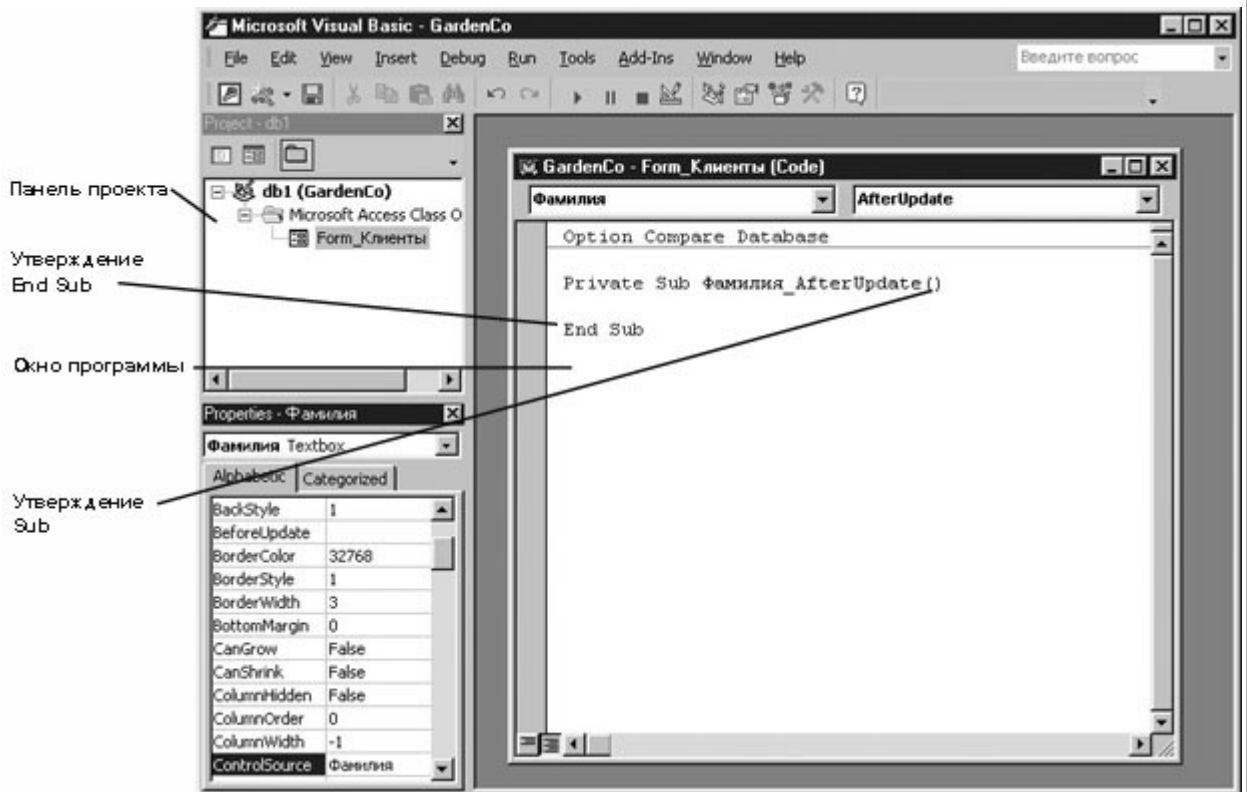 Microsoft Visual Basic - GardenCo
File Edit View Insert Debug Run Tools Add-Ins Window Help
Введите вопрос
Project - db1
db1 (GardenCo)
Microsoft Access Class O
Form_Клиенты
Панель проекта
Утверждение
End Sub
Окно программы
Утверждение
Sub
GardenCo - Form_Клиенты (Code)
Фамилия AfterUpdate
Option Compare Database
Private Sub Фамилия_AfterUpdate()
End Sub
Properties - Фамилия
Фамилия Textbox
Alphabetic Categorized
BackStyle 1
BeforeUpdate
BorderColor 32768
BorderStyle 1
BorderWidth 3
BottomMargin 0
CanGrow False
CanShrink False
ColumnHidden False
ColumnOrder 0
ColumnWidth -1
ControlSource Фамилия